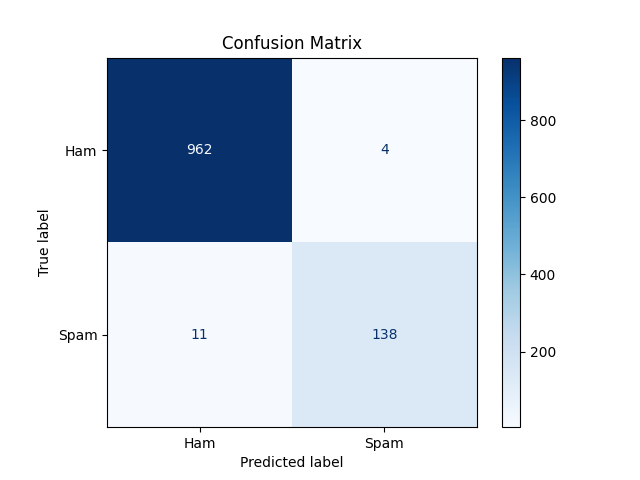 Confusion Matrix
Ham
962
4
800
600
400
200
True label
Spam
11
138
Ham
Spam
Predicted label